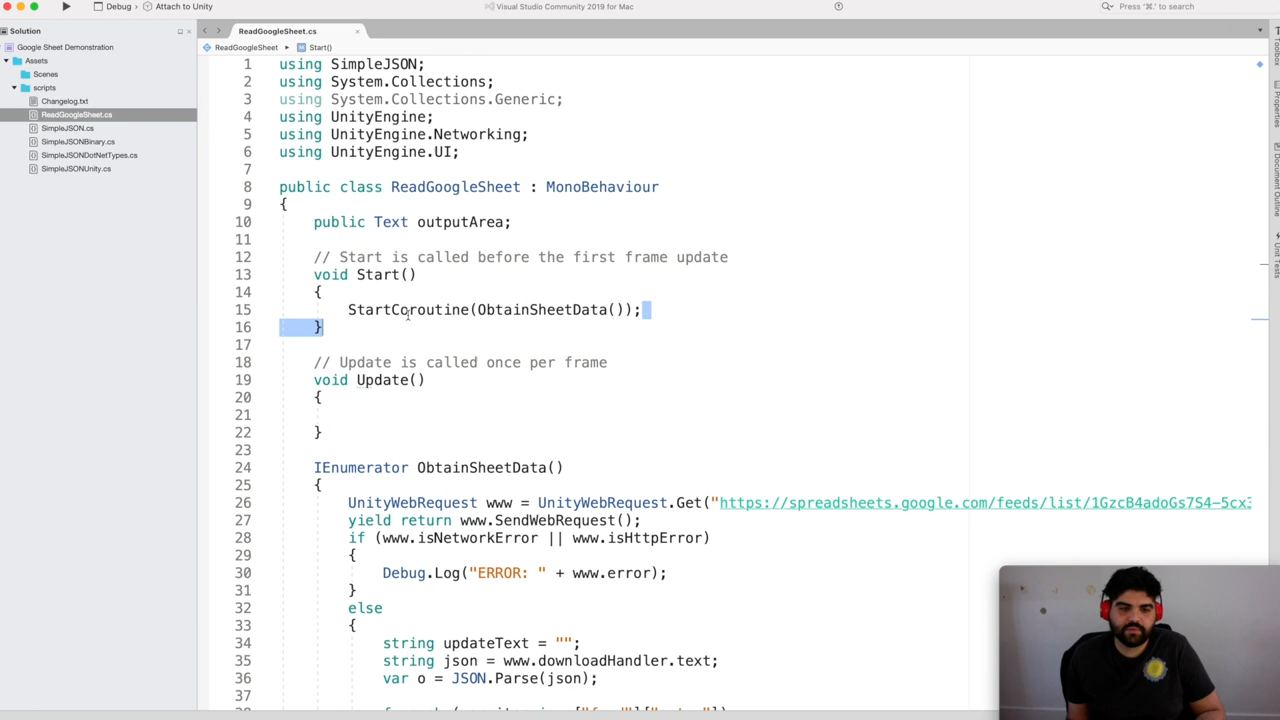 Debug › Attach to Unity
Visual Studio Community 2019 for Mac
Press '⌘.' to search
Solution
ReadGoogleSheet.cs
Google Sheet Demonstration
ReadGoogleSheet ▸ Start()
Assets
Scenes
scripts
Changelog.txt
ReadGoogleSheet.cs
SimpleJSON.cs
SimpleJSONBinary.cs
SimpleJSONDotNetTypes.cs
SimpleJSONUnity.cs
1 using SimpleJSON;
2 using System.Collections;
3 using System.Collections.Generic;
4 using UnityEngine;
5 using UnityEngine.Networking;
6 using UnityEngine.UI;
7
8 public class ReadGoogleSheet : MonoBehaviour
9 {
10 public Text outputArea;
11
12 // Start is called before the first frame update
13 void Start()
14 {
15 StartCoroutine(ObtainSheetData());
16 }
17
18 // Update is called once per frame
19 void Update()
20 {
21
22 }
23
24 IEnumerator ObtainSheetData()
25 {
26 UnityWebRequest www = UnityWebRequest.Get("https://spreadsheets.google.com/feeds/list/1GzcB4adoGs7S4-5cx3
27 yield return www.SendWebRequest();
28 if (www.isNetworkError || www.isHttpError)
29 {
30 Debug.Log("ERROR: " + www.error);
31 }
32 else
33 {
34 string updateText = "";
35 string json = www.downloadHandler.text;
36 var o = JSON.Parse(json);
37
Toolbox
Properties
Document Outline
Unit Tests